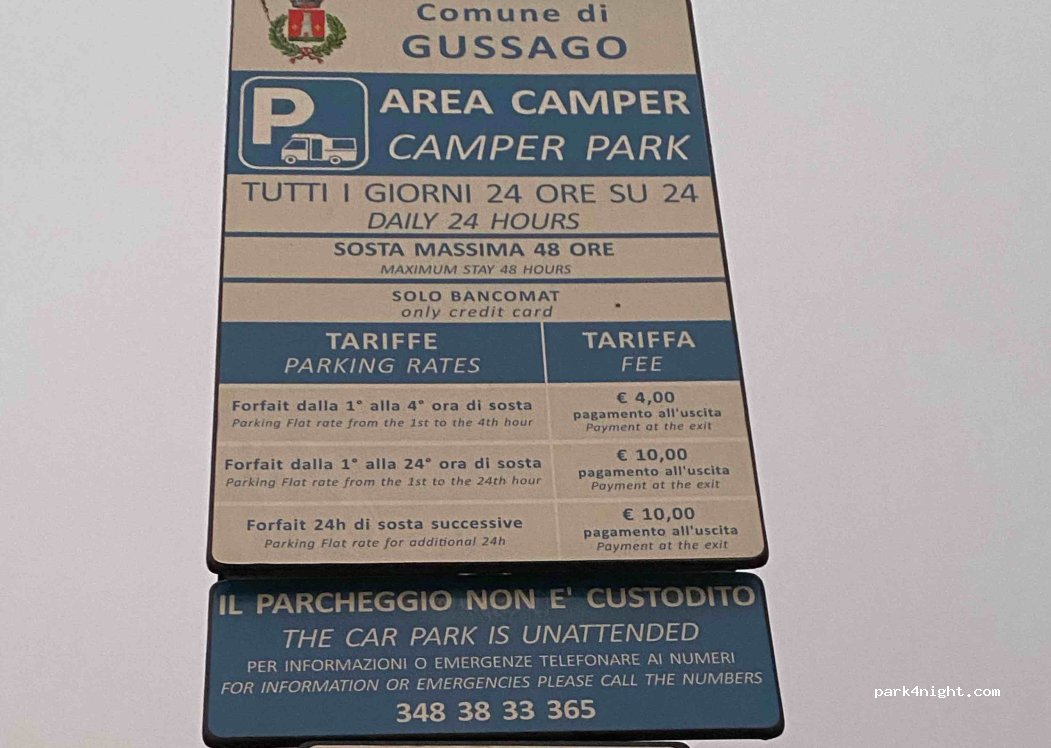 Comune di
GUSSAGO
P
AREA CAMPER
CAMPER PARK
TUTTI I GIORNI 24 ORE SU 24
DAILY 24 HOURS
SOSTA MASSIMA 48 ORE
MAXIMUM STAY 48 HOURS
SOLO BANCOMAT
only credit card
TARIFFE
PARKING RATES
TARIFFA
FEE
Forfait dalla 1° alla 4° ora di sosta
Parking Flat rate from the 1st to the 4th hour
€ 4,00
pagamento all'uscita
Payment at the exit
Forfait dalla 1° alla 24° ora di sosta
Parking Flat rate from the 1st to the 24th hour
€ 10,00
pagamento all'uscita
Payment at the exit
Forfait 24h di sosta successive
Parking Flat rate for additional 24h
€ 10,00
pagamento all'uscita
Payment at the exit
IL PARCHEGGIO NON E' CUSTODITO
THE CAR PARK IS UNATTENDED
PER INFORMAZIONI O EMERGENZE TELEFONARE AI NUMERI
FOR INFORMATION OR EMERGENCIES PLEASE CALL THE NUMBERS
348 38 33 365
park4night.com